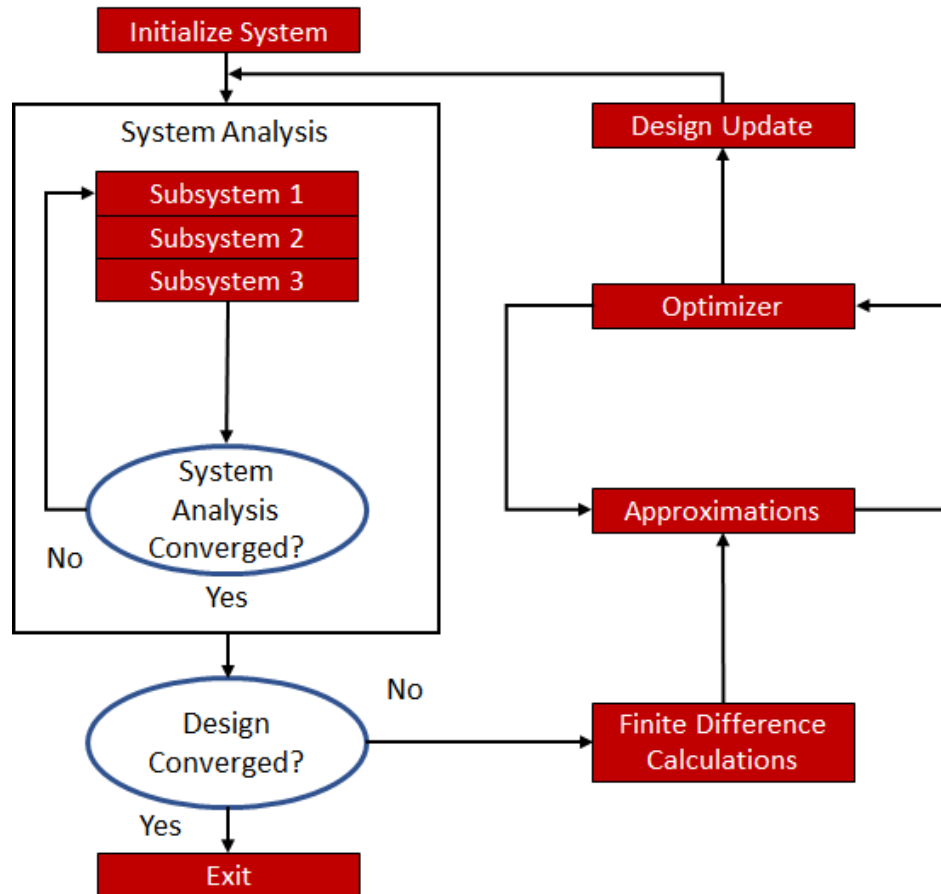 Initialize System
System Analysis
Subsystem 1
Subsystem 2
Subsystem 3
System
Analysis
Converged?
No
Yes
Design
Converged?
No
Yes
Exit
Design Update
Optimizer
Approximations
Finite Difference
Calculations